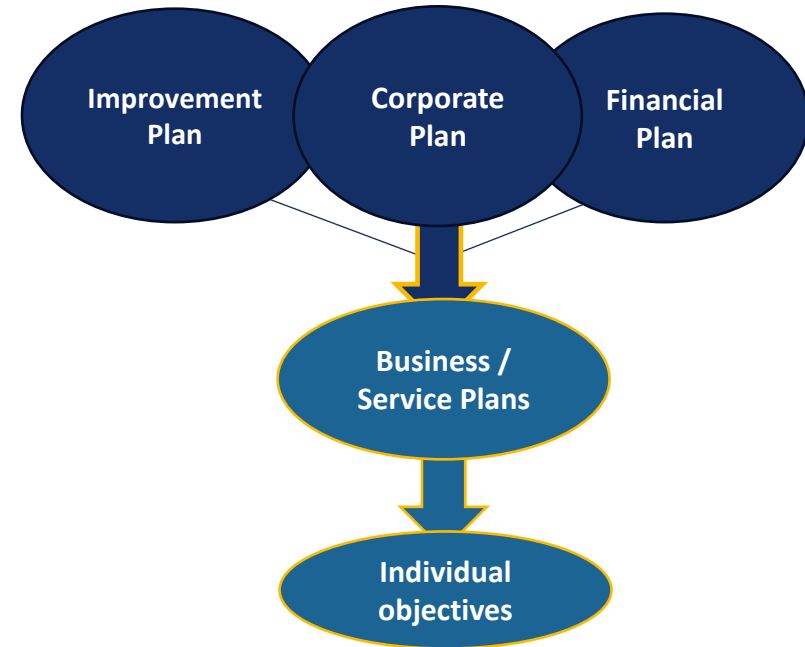 Improvement
Plan
Corporate
Plan
Financial
Plan
Business /
Service Plans
Individual
objectives